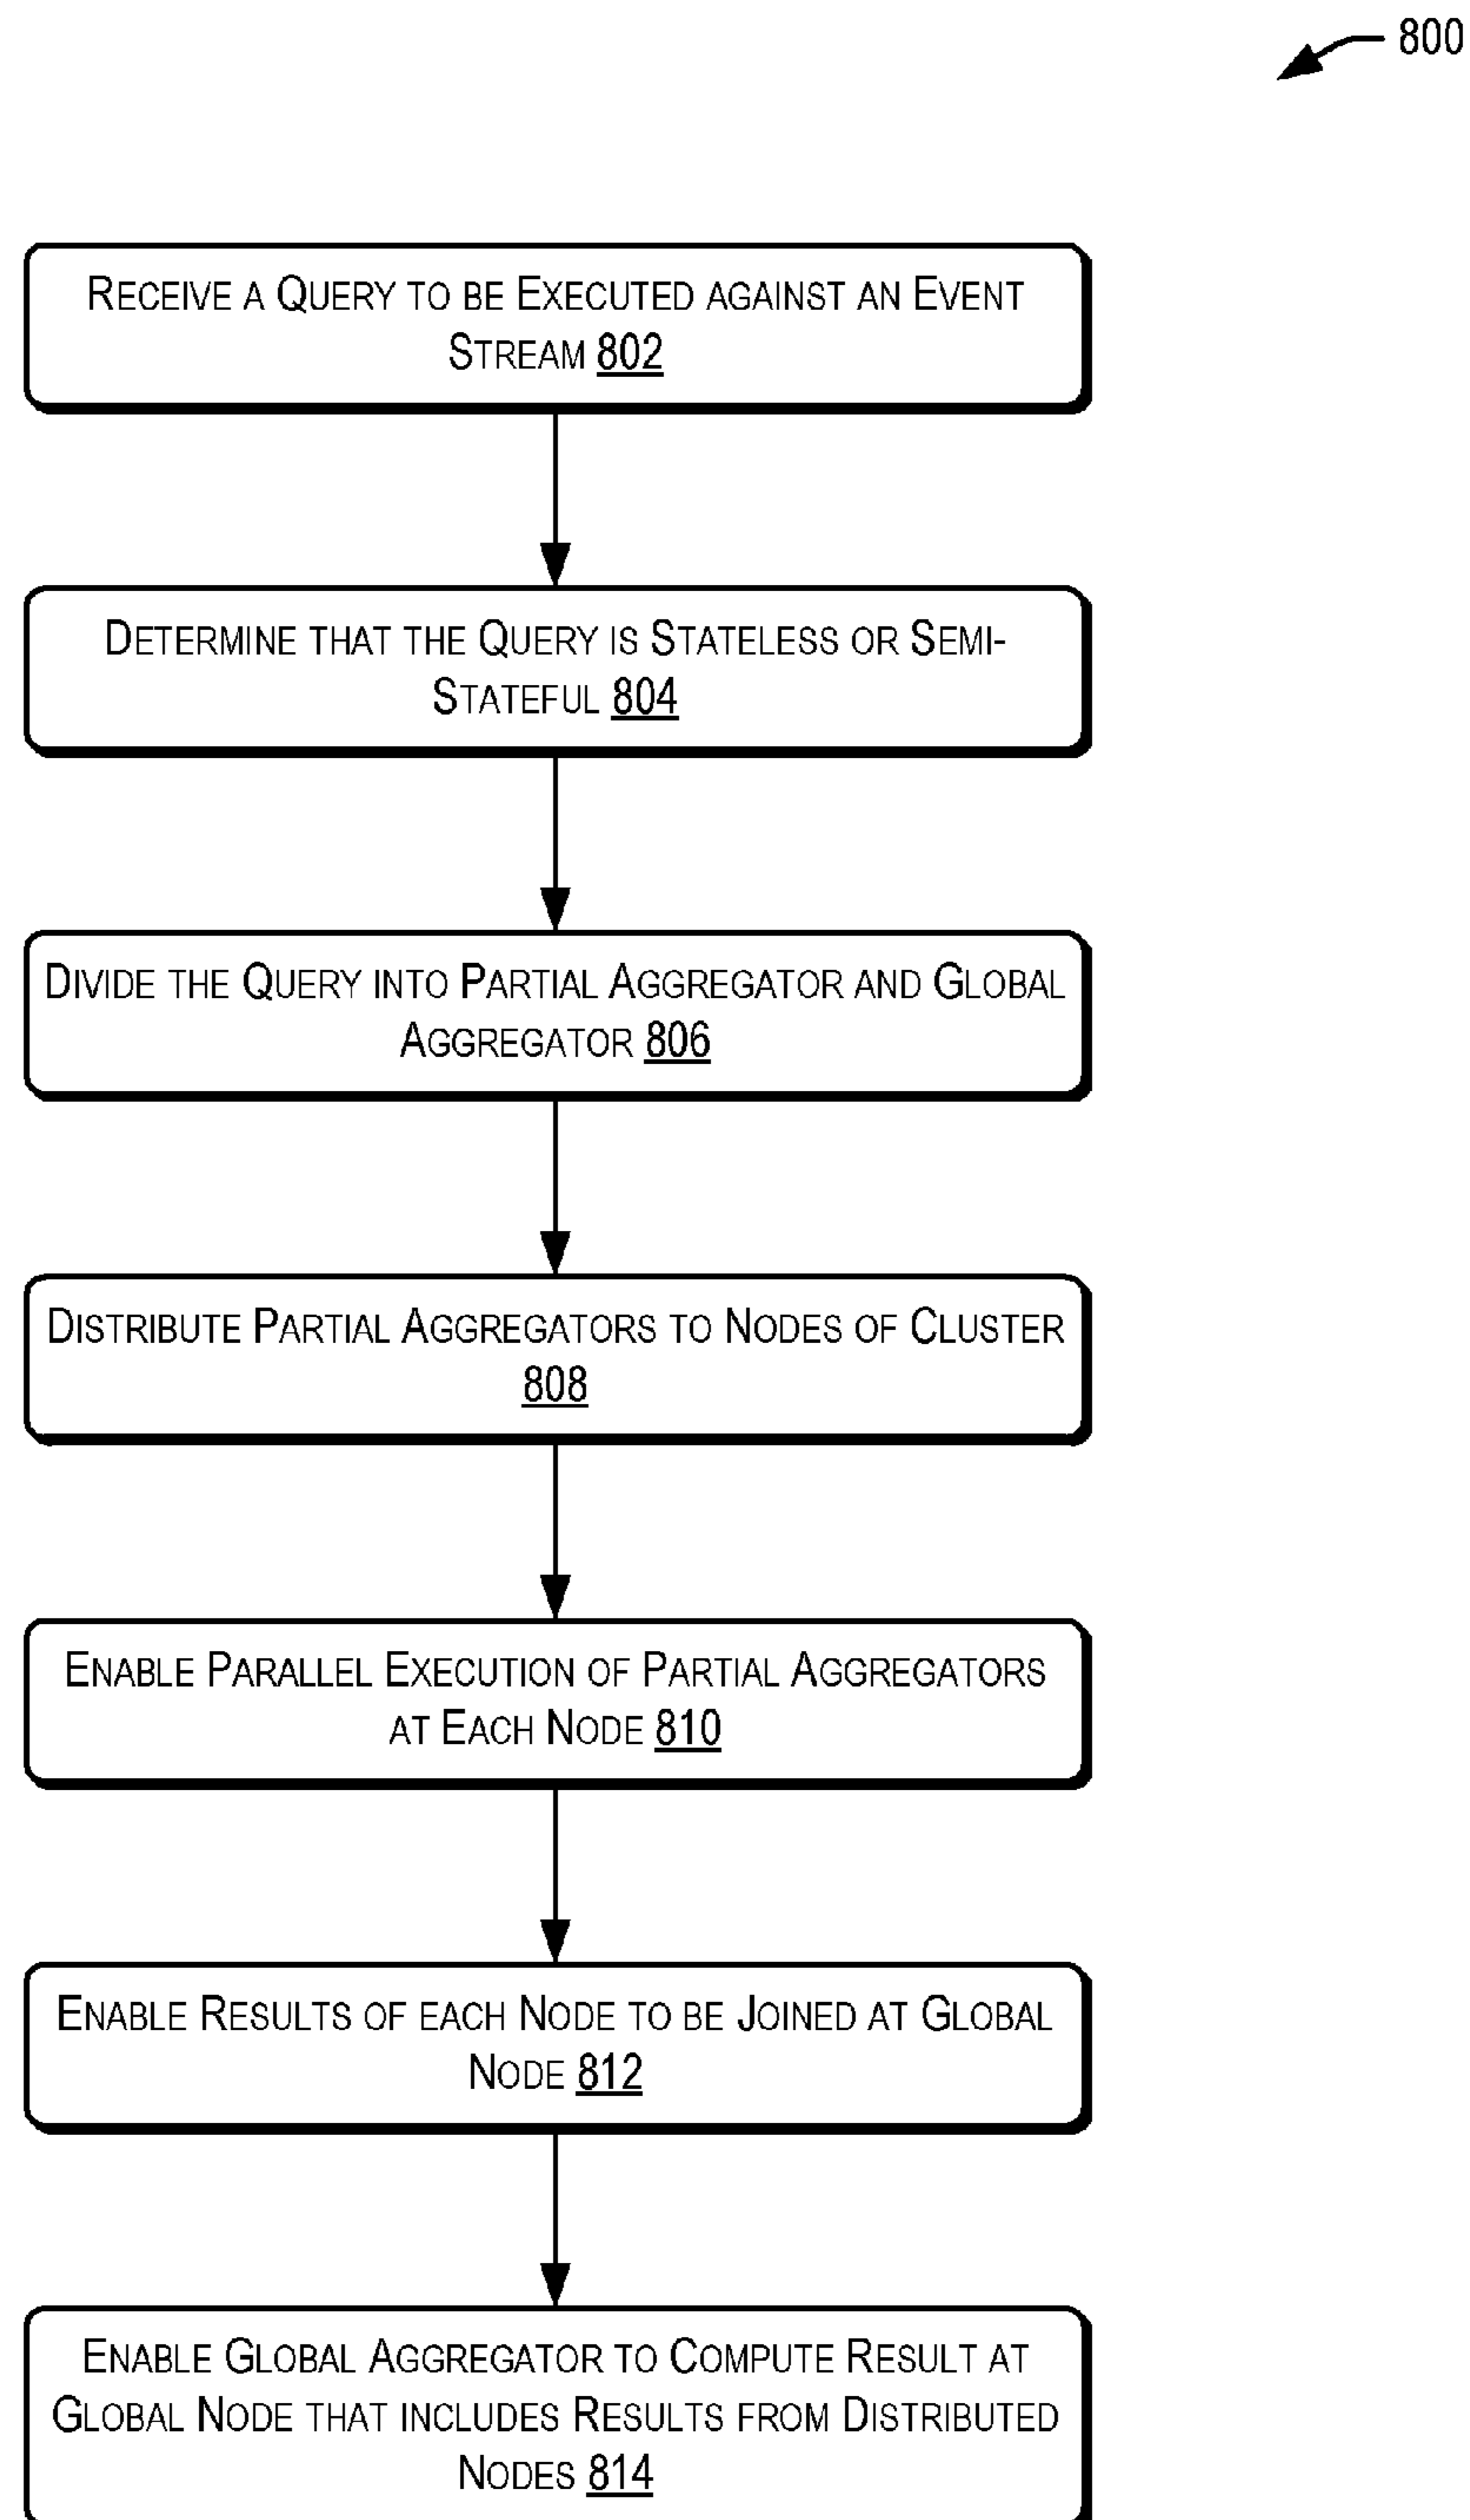 800
Receive a Query to be Executed against an Event
Stream 802
Determine that the Query is Stateless or Semi-
Stateful 804
Divide the Query into Partial Aggregator and Global
Aggregator 806
Distribute Partial Aggregators to Nodes of Cluster
808
Enable Parallel Execution of Partial Aggregators
at Each Node 810
Enable Results of each Node to be Joined at Global
Node 812
Enable Global Aggregator to Compute Result at
Global Node that includes Results from Distributed
Nodes 814